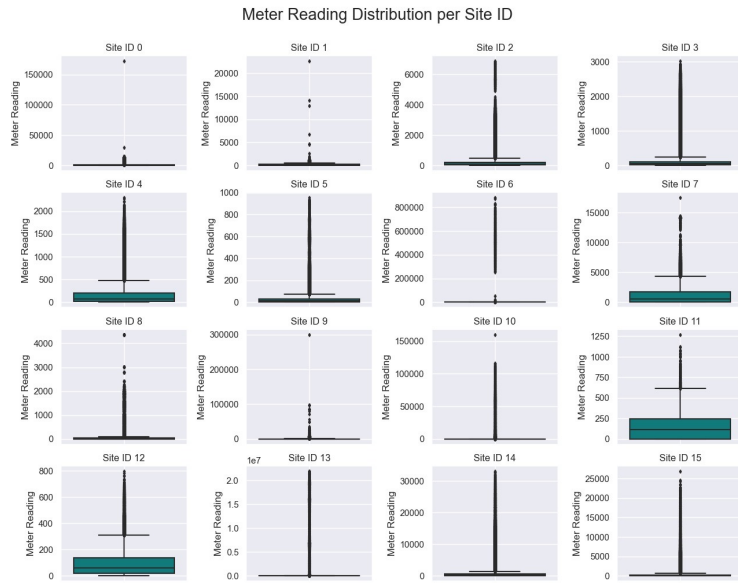 Meter Reading Distribution per Site ID
Site ID 0
Meter Reading
150000
100000
50000
0
Site ID 1
Meter Reading
20000
15000
10000
5000
0
Site ID 2
Meter Reading
6000
4000
2000
0
Site ID 3
Meter Reading
3000
2000
1000
0
Site ID 4
Meter Reading
2000
1500
1000
500
0
Site ID 5
Meter Reading
1000
800
600
400
200
0
Site ID 6
Meter Reading
800000
600000
400000
200000
0
Site ID 7
Meter Reading
15000
10000
5000
0
Site ID 8
Meter Reading
4000
3000
2000
1000
0
Site ID 9
Meter Reading
300000
200000
100000
0
Site ID 10
Meter Reading
150000
100000
50000
0
Site ID 11
Meter Reading
1250
1000
750
500
250
0
Site ID 12
Meter Reading
800
600
400
200
0
1e7 Site ID 13
Meter Reading
2.0
1.5
1.0
0.5
0.0
Site ID 14
Meter Reading
30000
20000
10000
0
Site ID 15
Meter Reading
25000
20000
15000
10000
5000
0